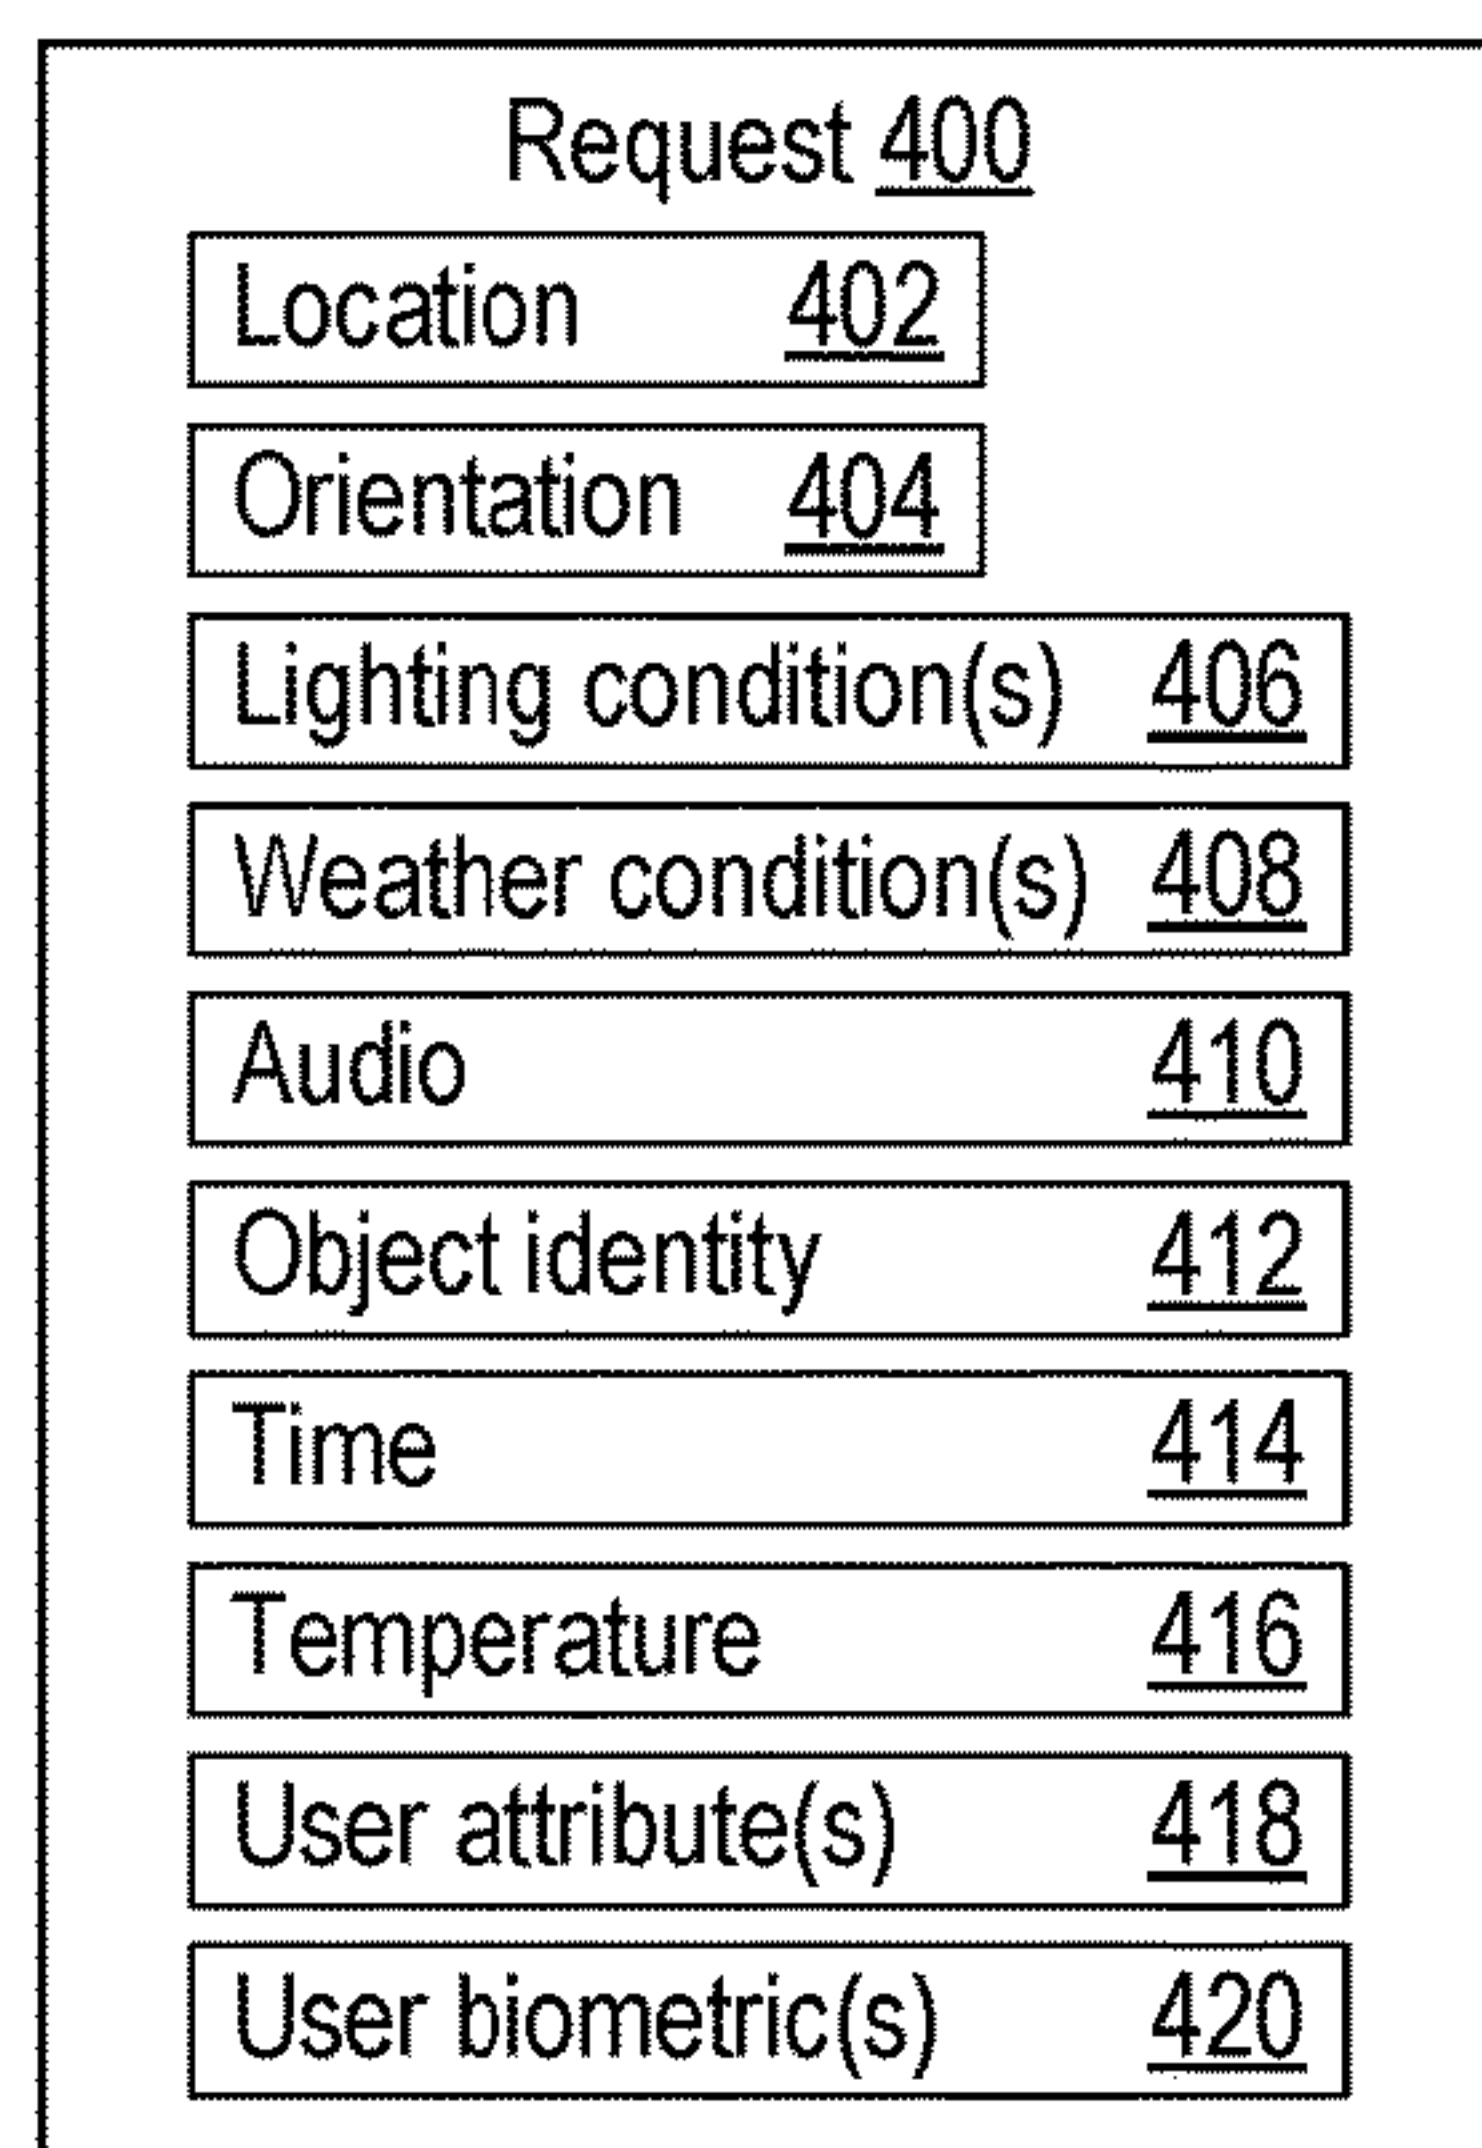 Request 400
Location 402
Orientation 404
Lighting condition(s) 406
Weather condition(s) 408
Audio 410
Object identity 412
Time 414
Temperature 416
User attribute(s) 418
User biometric(s) 420